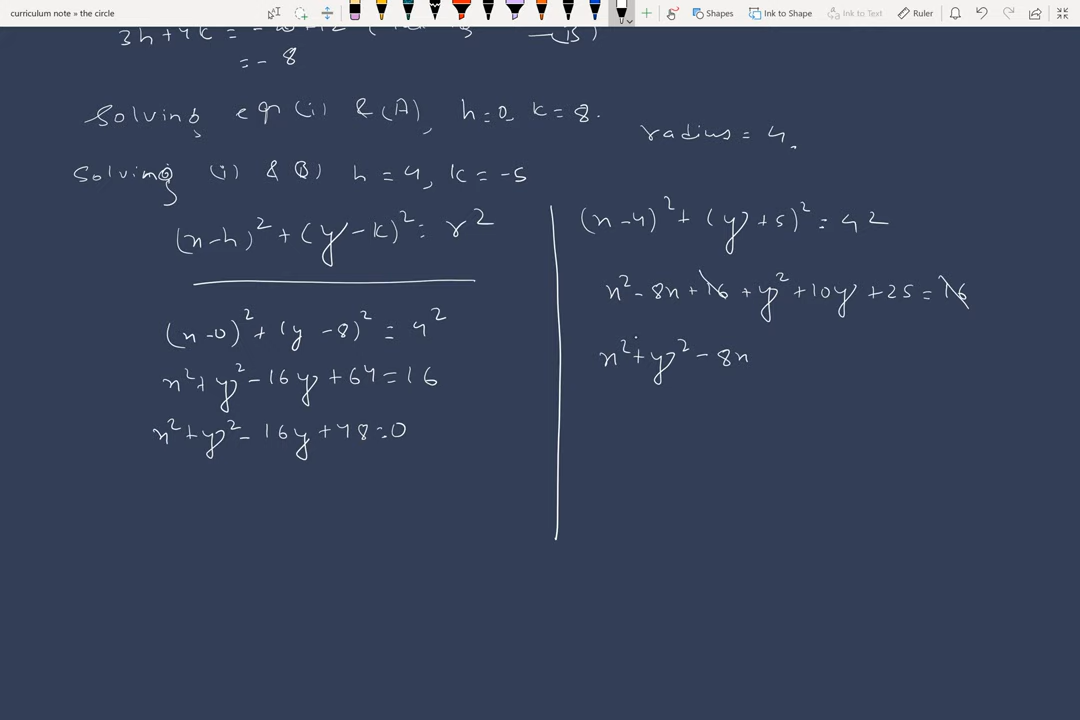 curriculum note » the circle
Shapes Ink to Shape Ink to Text Ruler
= - 8
Solving eqn (i) & (A), h=0, k=8.
radius = 4.
Solving (i) & (B) h = 4, k = -5
(x-h)² + (y-k)² = r²
(x-0)² + (y-8)² = 4²
x² + y² - 16y + 64 = 16
x² + y² - 16y + 48 = 0
(x-4)² + (y+5)² = 4²
x² - 8x + 16 + y² + 10y + 25 = 16
x² + y² - 8x